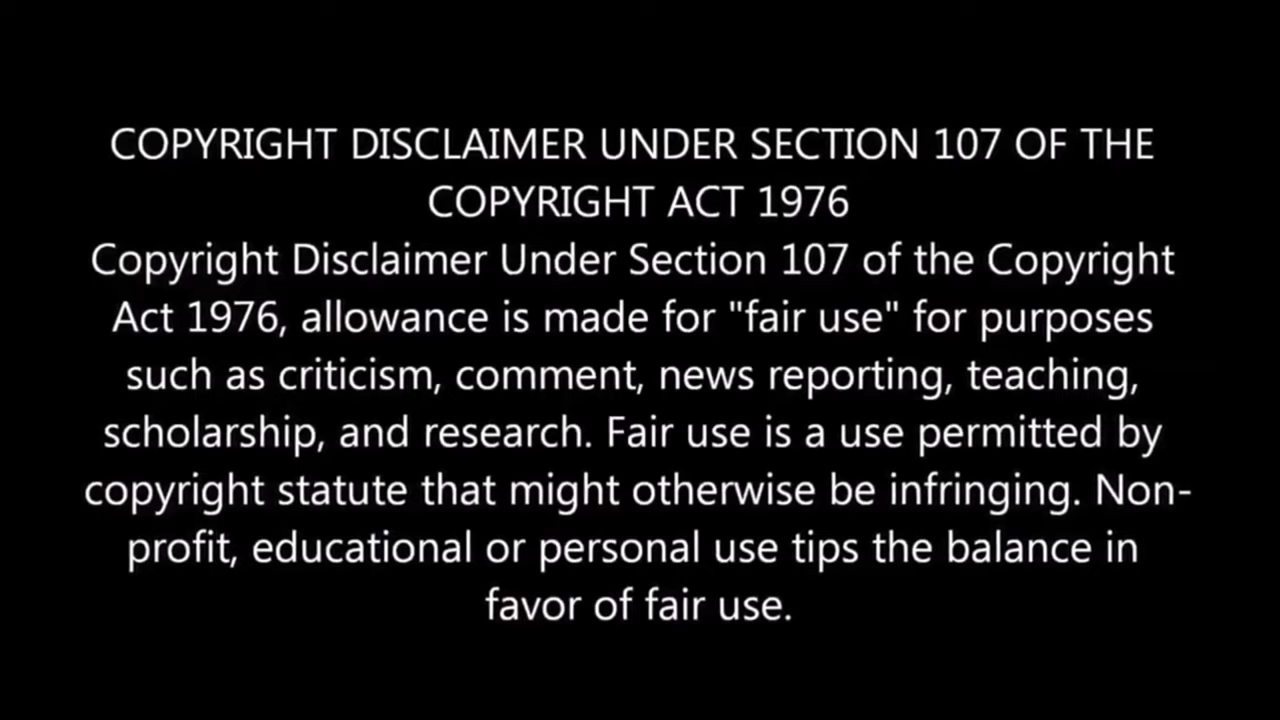 COPYRIGHT DISCLAIMER UNDER SECTION 107 OF THE
COPYRIGHT ACT 1976
Copyright Disclaimer Under Section 107 of the Copyright
Act 1976, allowance is made for "fair use" for purposes
such as criticism, comment, news reporting, teaching,
scholarship, and research. Fair use is a use permitted by
copyright statute that might otherwise be infringing. Non-
profit, educational or personal use tips the balance in
favor of fair use.